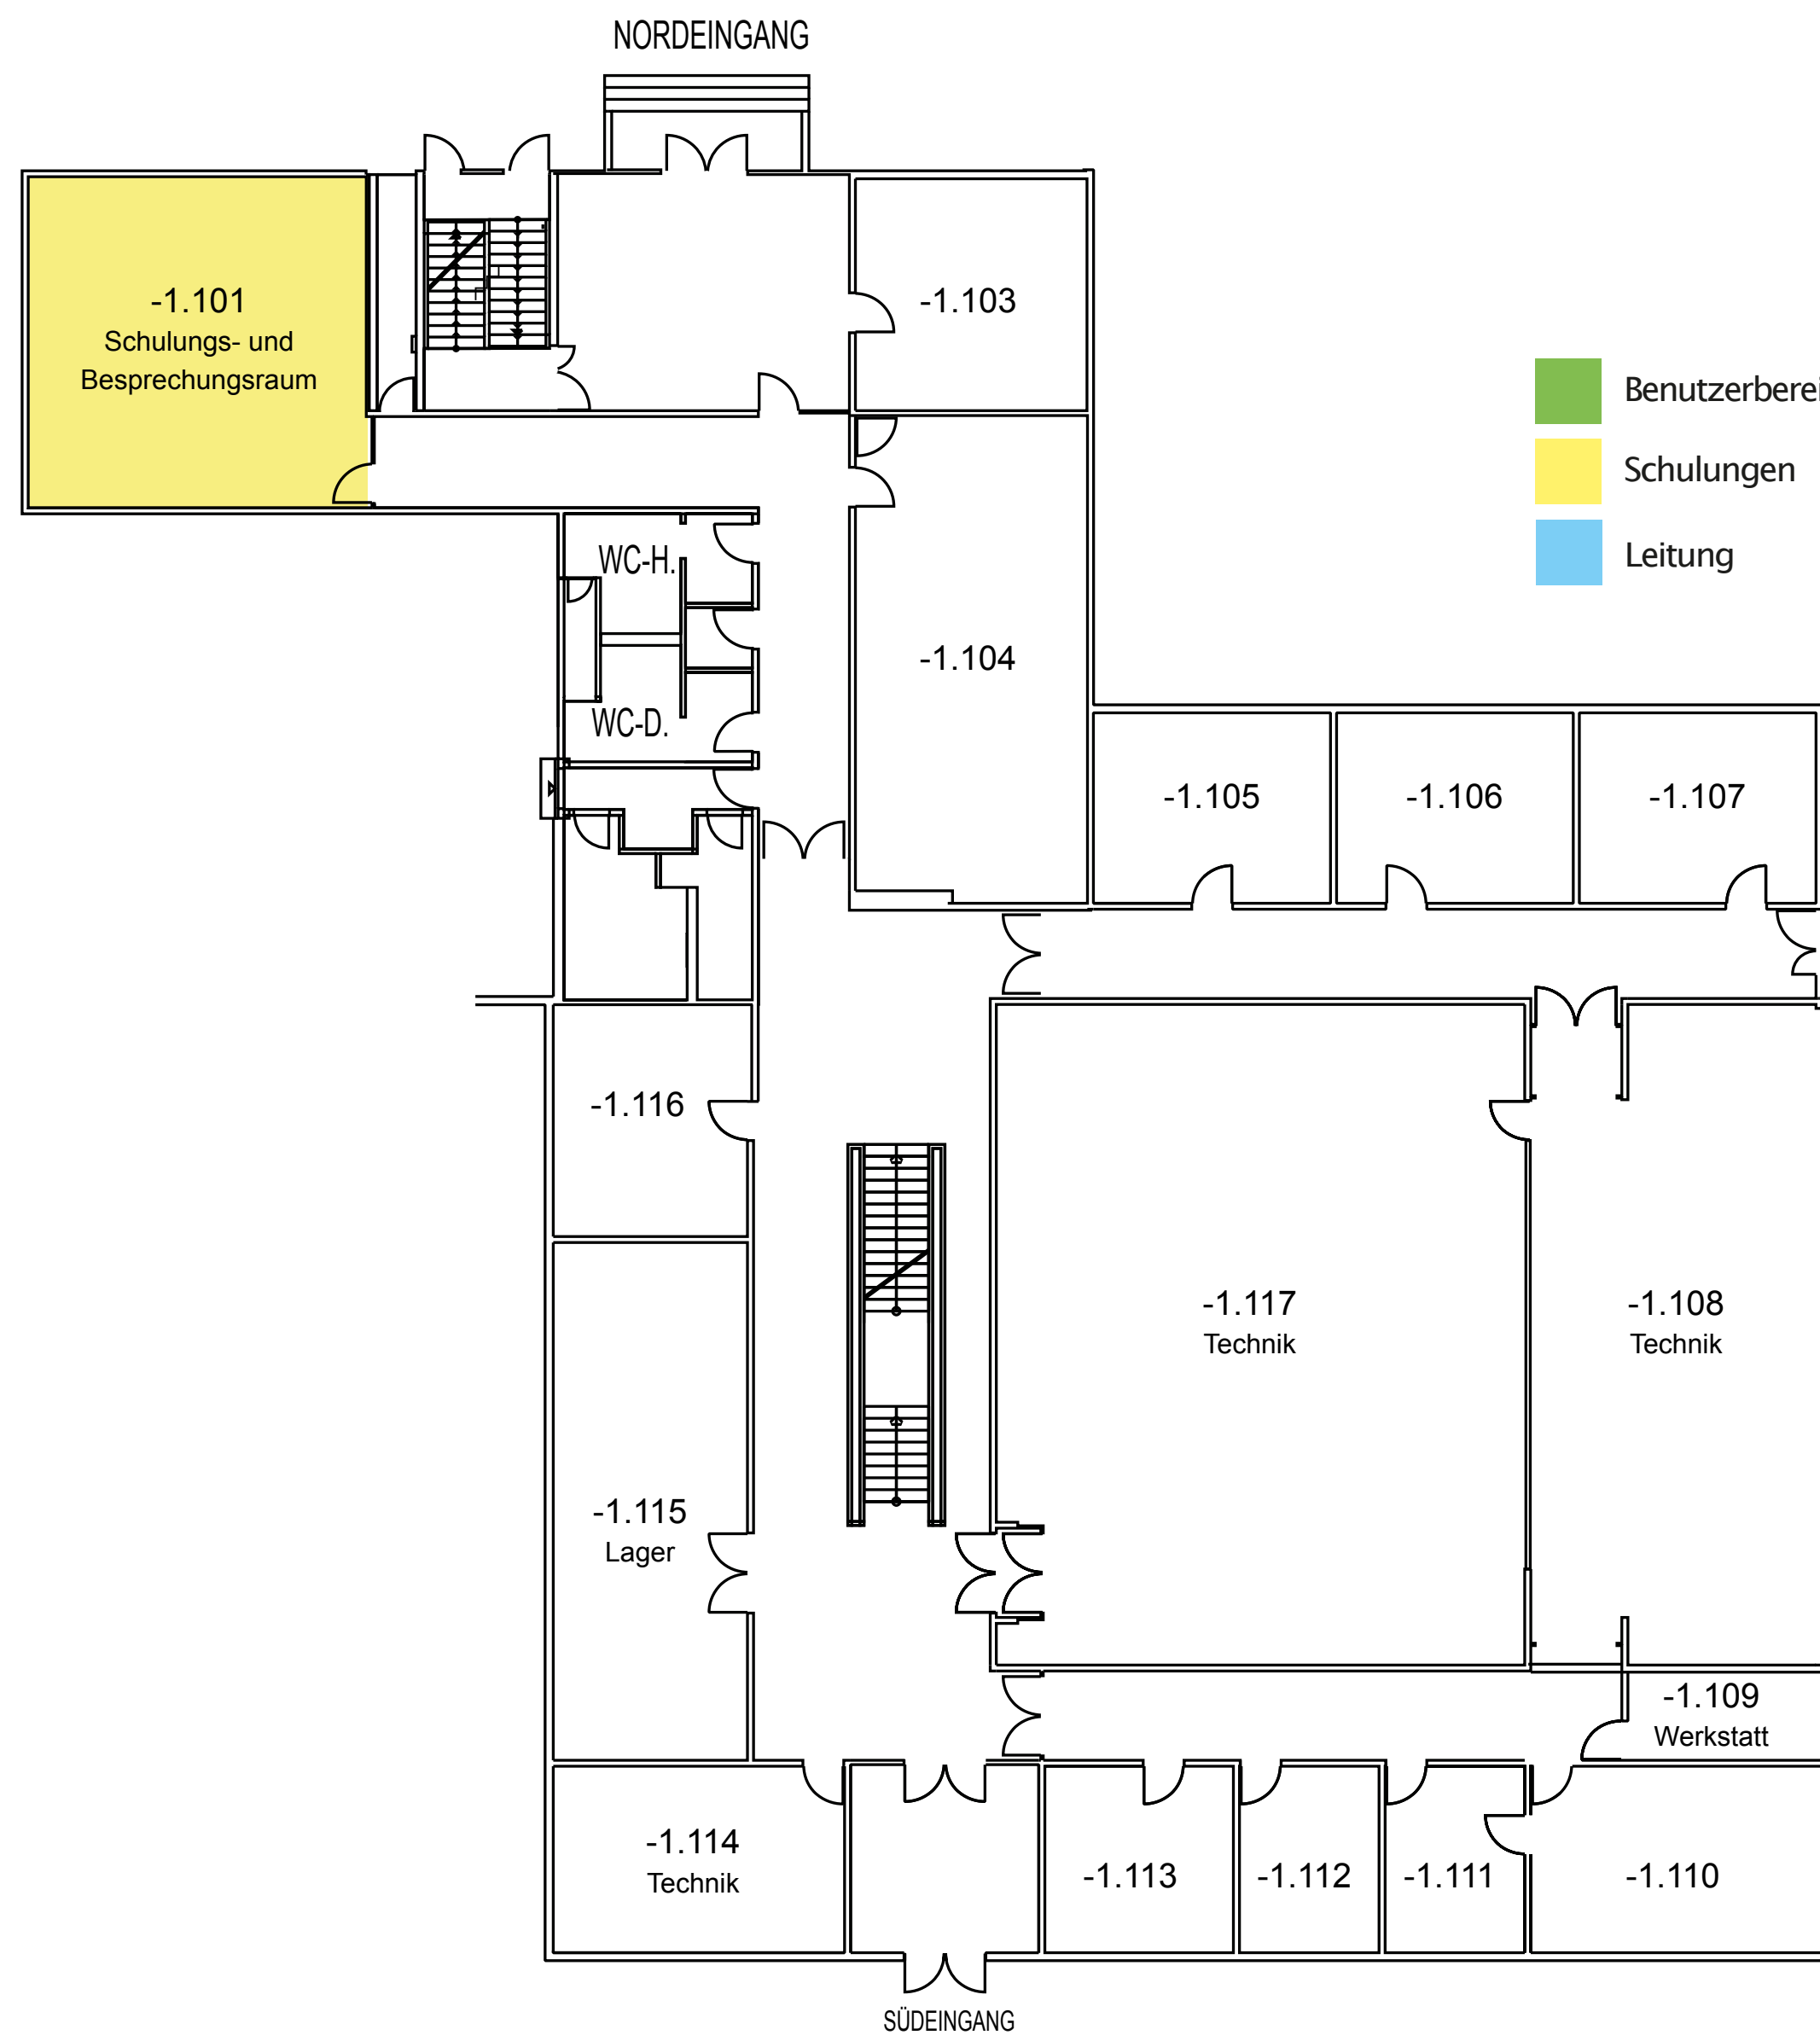 NORDEINGANG
-1.101
Schulungs- und
Besprechungsraum
-1.103
Benutzerberei
Schulungen
Leitung
WC-H.
-1.104
WC-D.
-1.105
-1.106
-1.107
-1.116
-1.117
Technik
-1.108
Technik
-1.115
Lager
-1.109
Werkstatt
-1.114
Technik
-1.113
-1.112
-1.111
-1.110
SÜDEINGANG